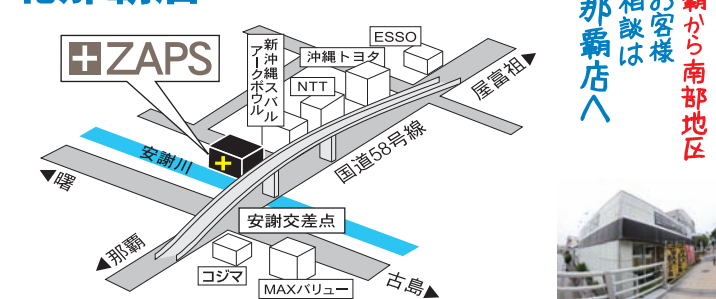 那覇店
ZAPS
新沖縄スバル
アークボウル
沖縄トヨタ
ESSO
NTT
屋富祖
国道58号線
安謝川
曙
那覇
安謝交差点
コジマ
MAXバリュー
古島
覇から南部地区
お客様
相談は
那覇店へ